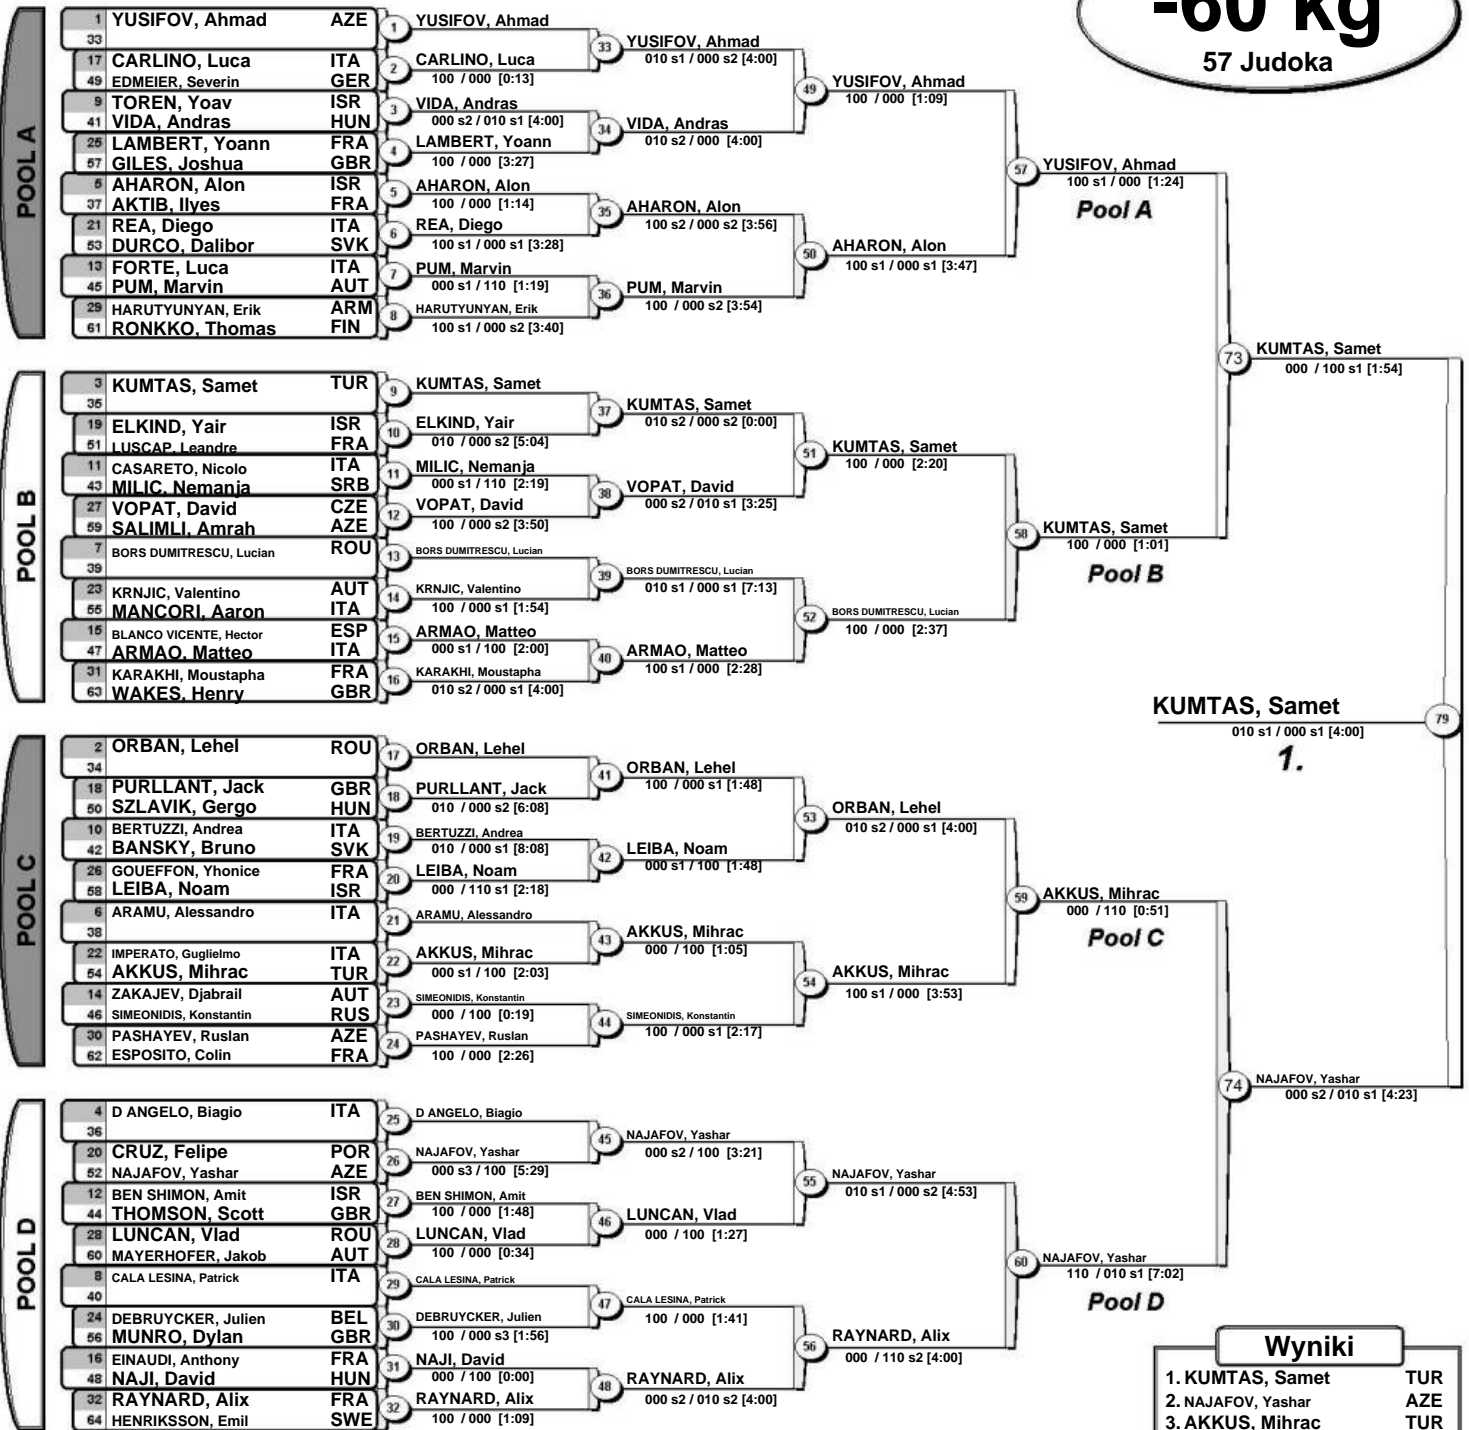 -60 kg
57 Judoka
POOL A
1 YUSIFOV, Ahmad AZE
33
17 CARLINO, Luca ITA
49 EDMEIER, Severin GER
9 TOREN, Yoav ISR
41 VIDA, Andras HUN
25 LAMBERT, Yoann FRA
57 GILES, Joshua GBR
5 AHARON, Alon ISR
37 AKTIB, Ilyes FRA
21 REA, Diego ITA
53 DURCO, Dalibor SVK
13 FORTE, Luca ITA
45 PUM, Marvin AUT
29 HARUTYUNYAN, Erik ARM
61 RONKKO, Thomas FIN
1 YUSIFOV, Ahmad
2 CARLINO, Luca
100 / 000 [0:13]
3 VIDA, Andras
000 s2 / 010 s1 [4:00]
4 LAMBERT, Yoann
100 / 000 [3:27]
5 AHARON, Alon
100 / 000 [1:14]
6 REA, Diego
100 s1 / 000 s1 [3:28]
7 PUM, Marvin
000 s1 / 110 [1:19]
8 HARUTYUNYAN, Erik
100 s1 / 000 s2 [3:40]
33 YUSIFOV, Ahmad
010 s1 / 000 s2 [4:00]
34 VIDA, Andras
010 s2 / 000 [4:00]
35 AHARON, Alon
100 s2 / 000 s2 [3:56]
36 PUM, Marvin
100 / 000 s2 [3:54]
49 YUSIFOV, Ahmad
100 / 000 [1:09]
50 AHARON, Alon
100 s1 / 000 s1 [3:47]
57 YUSIFOV, Ahmad
100 s1 / 000 [1:24]
Pool A
POOL B
3 KUMTAS, Samet TUR
35
19 ELKIND, Yair ISR
51 LUSCAP, Leandre FRA
11 CASARETO, Nicolo ITA
43 MILIC, Nemanja SRB
27 VOPAT, David CZE
59 SALIMLI, Amrah AZE
7 BORS DUMITRESCU, Lucian ROU
39
23 KRNJIC, Valentino AUT
55 MANCORI, Aaron ITA
15 BLANCO VICENTE, Hector ESP
47 ARMAO, Matteo ITA
31 KARAKHI, Moustapha FRA
63 WAKES, Henry GBR
9 KUMTAS, Samet
10 ELKIND, Yair
010 / 000 s2 [5:04]
11 MILIC, Nemanja
000 s1 / 110 [2:19]
12 VOPAT, David
100 / 000 s2 [3:50]
13 BORS DUMITRESCU, Lucian
14 KRNJIC, Valentino
100 / 000 s1 [1:54]
15 ARMAO, Matteo
000 s1 / 100 [2:00]
16 KARAKHI, Moustapha
010 s2 / 000 s1 [4:00]
37 KUMTAS, Samet
010 s2 / 000 s2 [0:00]
38 VOPAT, David
000 s2 / 010 s1 [3:25]
39 BORS DUMITRESCU, Lucian
010 s1 / 000 s1 [7:13]
40 ARMAO, Matteo
100 s1 / 000 [2:28]
51 KUMTAS, Samet
100 / 000 [2:20]
52 BORS DUMITRESCU, Lucian
100 / 000 [2:37]
58 KUMTAS, Samet
100 / 000 [1:01]
Pool B
73 KUMTAS, Samet
000 / 100 s1 [1:54]
KUMTAS, Samet 79
010 s1 / 000 s1 [4:00]
1.
POOL C
2 ORBAN, Lehel ROU
34
18 PURLLANT, Jack GBR
50 SZLAVIK, Gergo HUN
10 BERTUZZI, Andrea ITA
42 BANSKY, Bruno SVK
26 GOUEFFON, Yhonice FRA
58 LEIBA, Noam ISR
6 ARAMU, Alessandro ITA
38
22 IMPERATO, Guglielmo ITA
54 AKKUS, Mihrac TUR
14 ZAKAJEV, Djabrail AUT
46 SIMEONIDIS, Konstantin RUS
30 PASHAYEV, Ruslan AZE
62 ESPOSITO, Colin FRA
17 ORBAN, Lehel
18 PURLLANT, Jack
010 / 000 s2 [6:08]
19 BERTUZZI, Andrea
010 / 000 s1 [8:08]
20 LEIBA, Noam
000 / 110 s1 [2:18]
21 ARAMU, Alessandro
22 AKKUS, Mihrac
000 s1 / 100 [2:03]
23 SIMEONIDIS, Konstantin
000 / 100 [0:19]
24 PASHAYEV, Ruslan
100 / 000 [2:26]
41 ORBAN, Lehel
100 / 000 s1 [1:48]
42 LEIBA, Noam
000 s1 / 100 [1:48]
43 AKKUS, Mihrac
000 / 100 [1:05]
44 SIMEONIDIS, Konstantin
100 / 000 s1 [2:17]
53 ORBAN, Lehel
010 s2 / 000 s1 [4:00]
54 AKKUS, Mihrac
100 s1 / 000 [3:53]
59 AKKUS, Mihrac
000 / 110 [0:51]
Pool C
74 NAJAFOV, Yashar
000 s2 / 010 s1 [4:23]
POOL D
4 D ANGELO, Biagio ITA
36
20 CRUZ, Felipe POR
52 NAJAFOV, Yashar AZE
12 BEN SHIMON, Amit ISR
44 THOMSON, Scott GBR
28 LUNCAN, Vlad ROU
60 MAYERHOFER, Jakob AUT
8 CALA LESINA, Patrick ITA
40
24 DEBRUYCKER, Julien BEL
56 MUNRO, Dylan GBR
16 EINAUDI, Anthony FRA
48 NAJI, David HUN
32 RAYNARD, Alix FRA
64 HENRIKSSON, Emil SWE
25 D ANGELO, Biagio
26 NAJAFOV, Yashar
000 s3 / 100 [5:29]
27 BEN SHIMON, Amit
100 / 000 [1:48]
28 LUNCAN, Vlad
100 / 000 [0:34]
29 CALA LESINA, Patrick
30 DEBRUYCKER, Julien
100 / 000 s3 [1:56]
31 NAJI, David
000 / 100 [0:00]
32 RAYNARD, Alix
100 / 000 [1:09]
45 NAJAFOV, Yashar
000 s2 / 100 [3:21]
46 LUNCAN, Vlad
000 / 100 [1:27]
47 CALA LESINA, Patrick
100 / 000 [1:41]
48 RAYNARD, Alix
000 s2 / 010 s2 [4:00]
55 NAJAFOV, Yashar
010 s1 / 000 s2 [4:53]
56 RAYNARD, Alix
000 / 110 s2 [4:00]
60 NAJAFOV, Yashar
110 / 010 s1 [7:02]
Pool D
Wyniki
1. KUMTAS, Samet TUR
2. NAJAFOV, Yashar AZE
3. AKKUS, Mihrac TUR